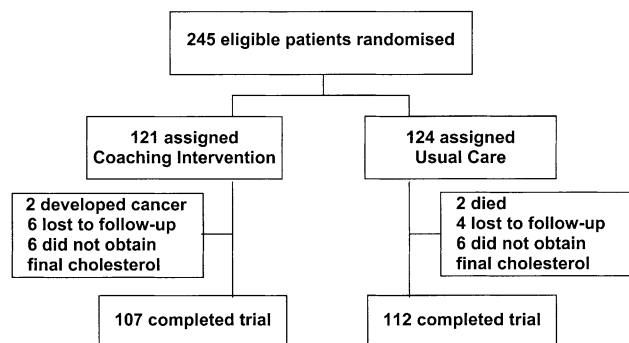 245 eligible patients randomised
121 assigned
Coaching Intervention
124 assigned
Usual Care
2 developed cancer
6 lost to follow-up
6 did not obtain
final cholesterol
2 died
4 lost to follow-up
6 did not obtain
final cholesterol
107 completed trial
112 completed trial